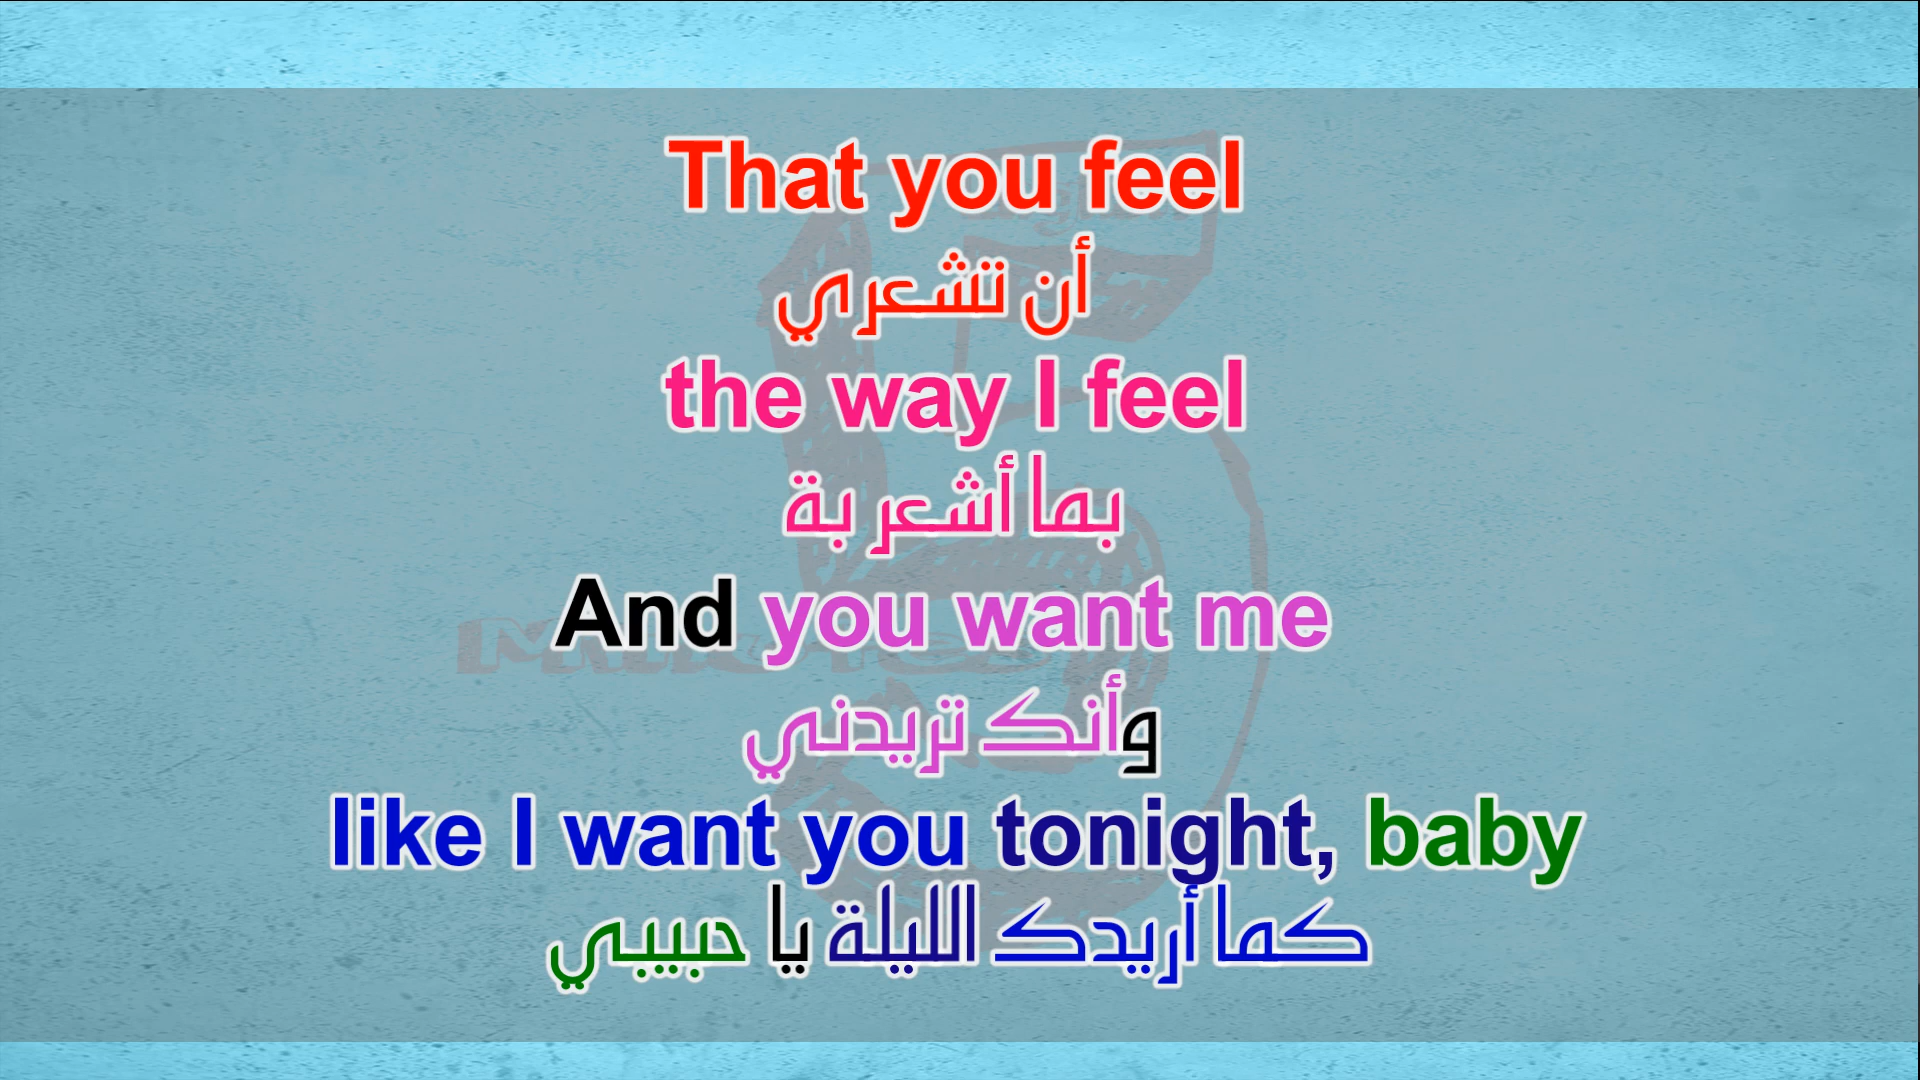 That you feel
أن تشعري
the way I feel
بما أشعر بة
And you want me
وأنك تريدني
like I want you tonight, baby
كما أريدك الليلة يا حبيبي